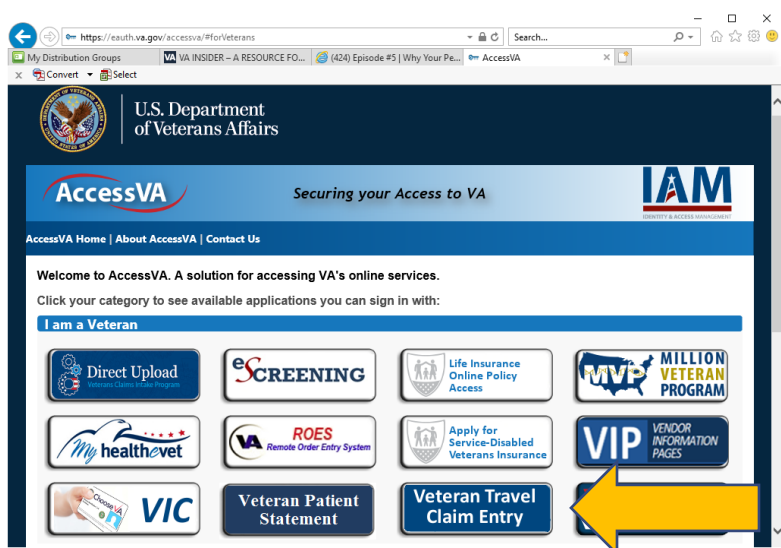 https://eauth.va.gov/accessva/#forVeterans
Search...
My Distribution Groups
VA VA INSIDER – A RESOURCE FO...
(424) Episode #5 | Why Your Pe...
AccessVA
x Convert Select
U.S. Department
of Veterans Affairs
AccessVA
Securing your Access to VA
IAM
IDENTITY & ACCESS MANAGEMENT
AccessVA Home | About AccessVA | Contact Us
Welcome to AccessVA. A solution for accessing VA's online services.
Click your category to see available applications you can sign in with:
I am a Veteran
Direct Upload
Veterans Claims Intake Program
eSCREENING
Life Insurance
Online Policy
Access
MVP
MILLION
VETERAN
PROGRAM
My healthevet
VA
ROES
Remote Order Entry System
Apply for
Service-Disabled
Veterans Insurance
VIP
VENDOR
INFORMATION
PAGES
Choose VA
VIC
Veteran Patient
Statement
Veteran Travel
Claim Entry